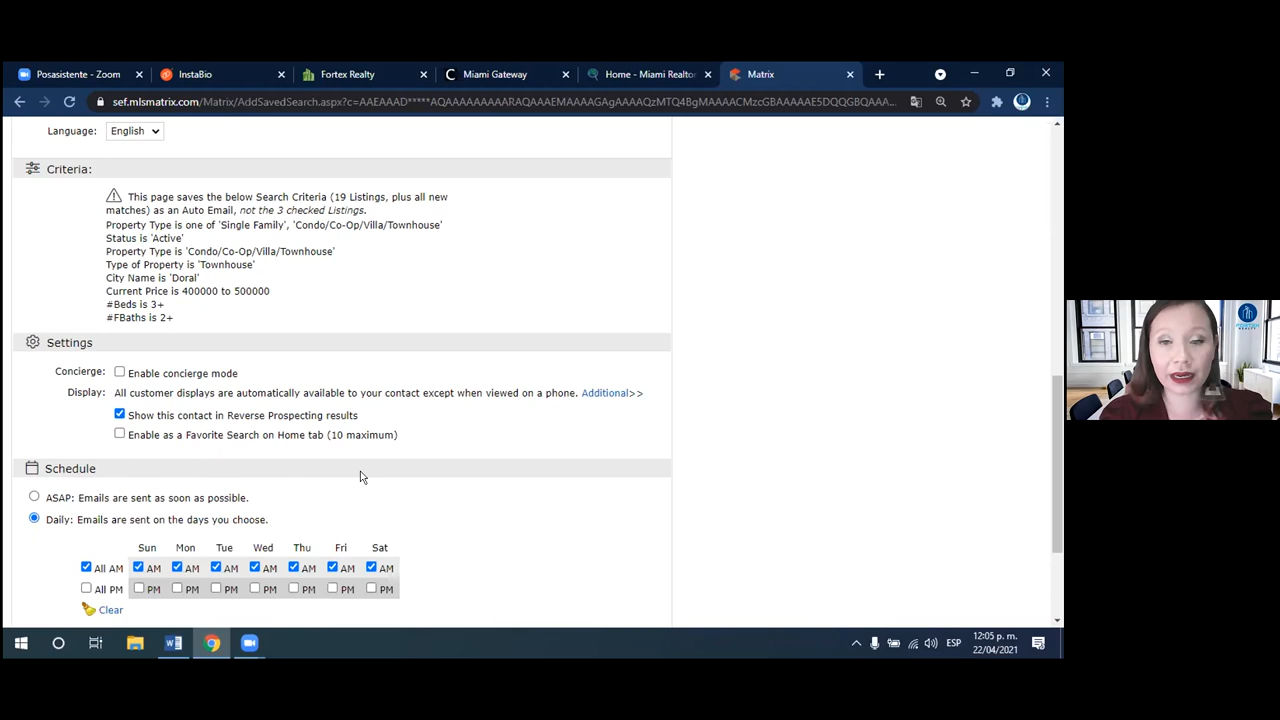 Posasistente - Zoom
InstaBio
Fortex Realty
Miami Gateway
Home - Miami Realtor
Matrix
sef.mlsmatrix.com/Matrix/AddSavedSearch.aspx?c=AAEAAAD*****AQAAAAAAAAARAQAAAEMAAAAGAgAAAAQzMTQ4BgMAAAACMzcGBAAAAAE5DQQGBQAAA...
Language: English
Criteria:
This page saves the below Search Criteria (19 Listings, plus all new
matches) as an Auto Email, not the 3 checked Listings.
Property Type is one of 'Single Family', 'Condo/Co-Op/Villa/Townhouse'
Status is 'Active'
Property Type is 'Condo/Co-Op/Villa/Townhouse'
Type of Property is 'Townhouse'
City Name is 'Doral'
Current Price is 400000 to 500000
#Beds is 3+
#FBaths is 2+
Settings
Concierge: Enable concierge mode
Display: All customer displays are automatically available to your contact except when viewed on a phone. Additional>>
Show this contact in Reverse Prospecting results
Enable as a Favorite Search on Home tab (10 maximum)
Schedule
ASAP: Emails are sent as soon as possible.
Daily: Emails are sent on the days you choose.
Sun Mon Tue Wed Thu Fri Sat
All AM AM AM AM AM AM AM AM
All PM PM PM PM PM PM PM PM
Clear
ESP
12:05 p. m.
22/04/2021